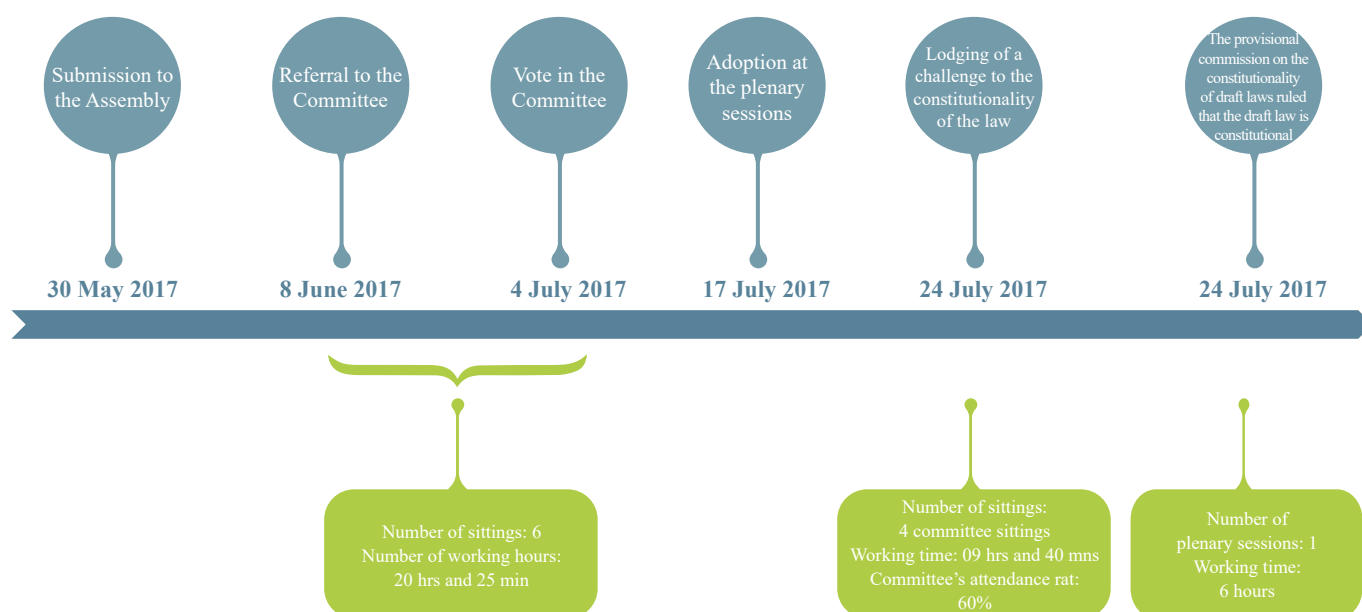 Submission to
the Assembly
Referral to the
Committee
Vote in the
Committee
Adoption at
the plenary
sessions
Lodging of a
challenge to the
constitutionality
of the law
The provisional
commission on the
constitutionality
of draft laws ruled
that the draft law is
constitutional
30 May 2017
8 June 2017
4 July 2017
17 July 2017
24 July 2017
24 July 2017
Number of sittings: 6
Number of working hours:
20 hrs and 25 min
Number of sittings:
4 committee sittings
Working time: 09 hrs and 40 mns
Committee’s attendance rat:
60%
Number of
plenary sessions: 1
Working time:
6 hours